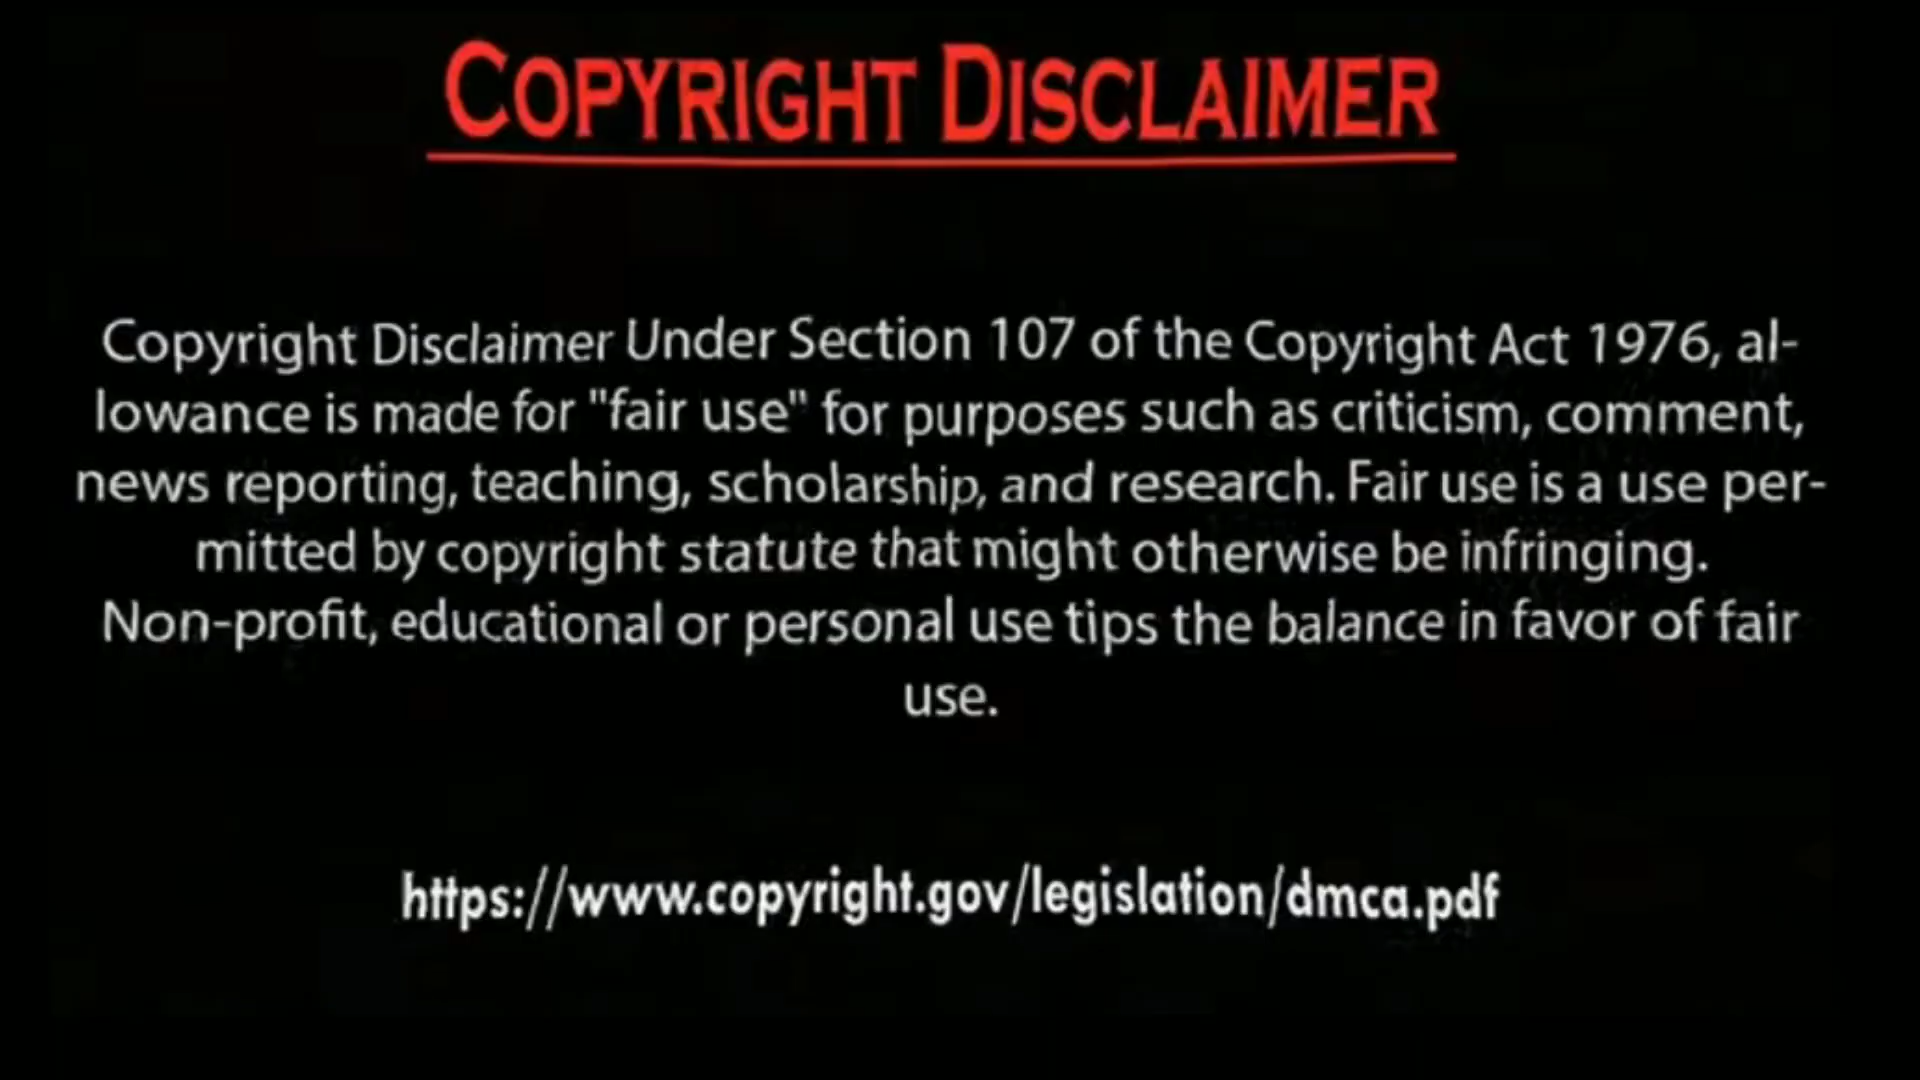 COPYRIGHT DISCLAIMER
Copyright Disclaimer Under Section 107 of the Copyright Act 1976, al-
lowance is made for "fair use" for purposes such as criticism, comment,
news reporting, teaching, scholarship, and research. Fair use is a use per-
mitted by copyright statute that might otherwise be infringing.
Non-profit, educational or personal use tips the balance in favor of fair
use.
https://www.copyright.gov/legislation/dmca.pdf